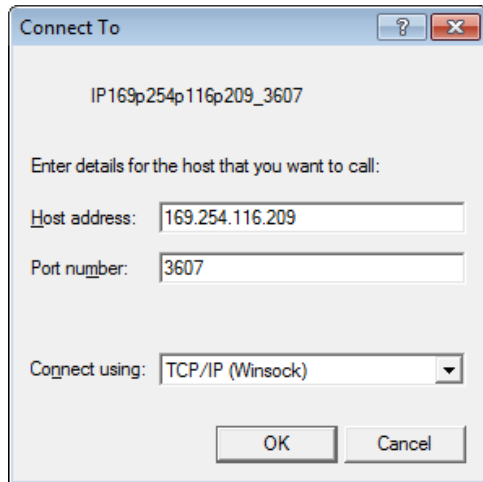 Connect To
?
IP169p254p116p209_3607
Enter details for the host that you want to call:
Host address: 169.254.116.209
Port number: 3607
Connect using: TCP/IP (Winsock)
OK Cancel